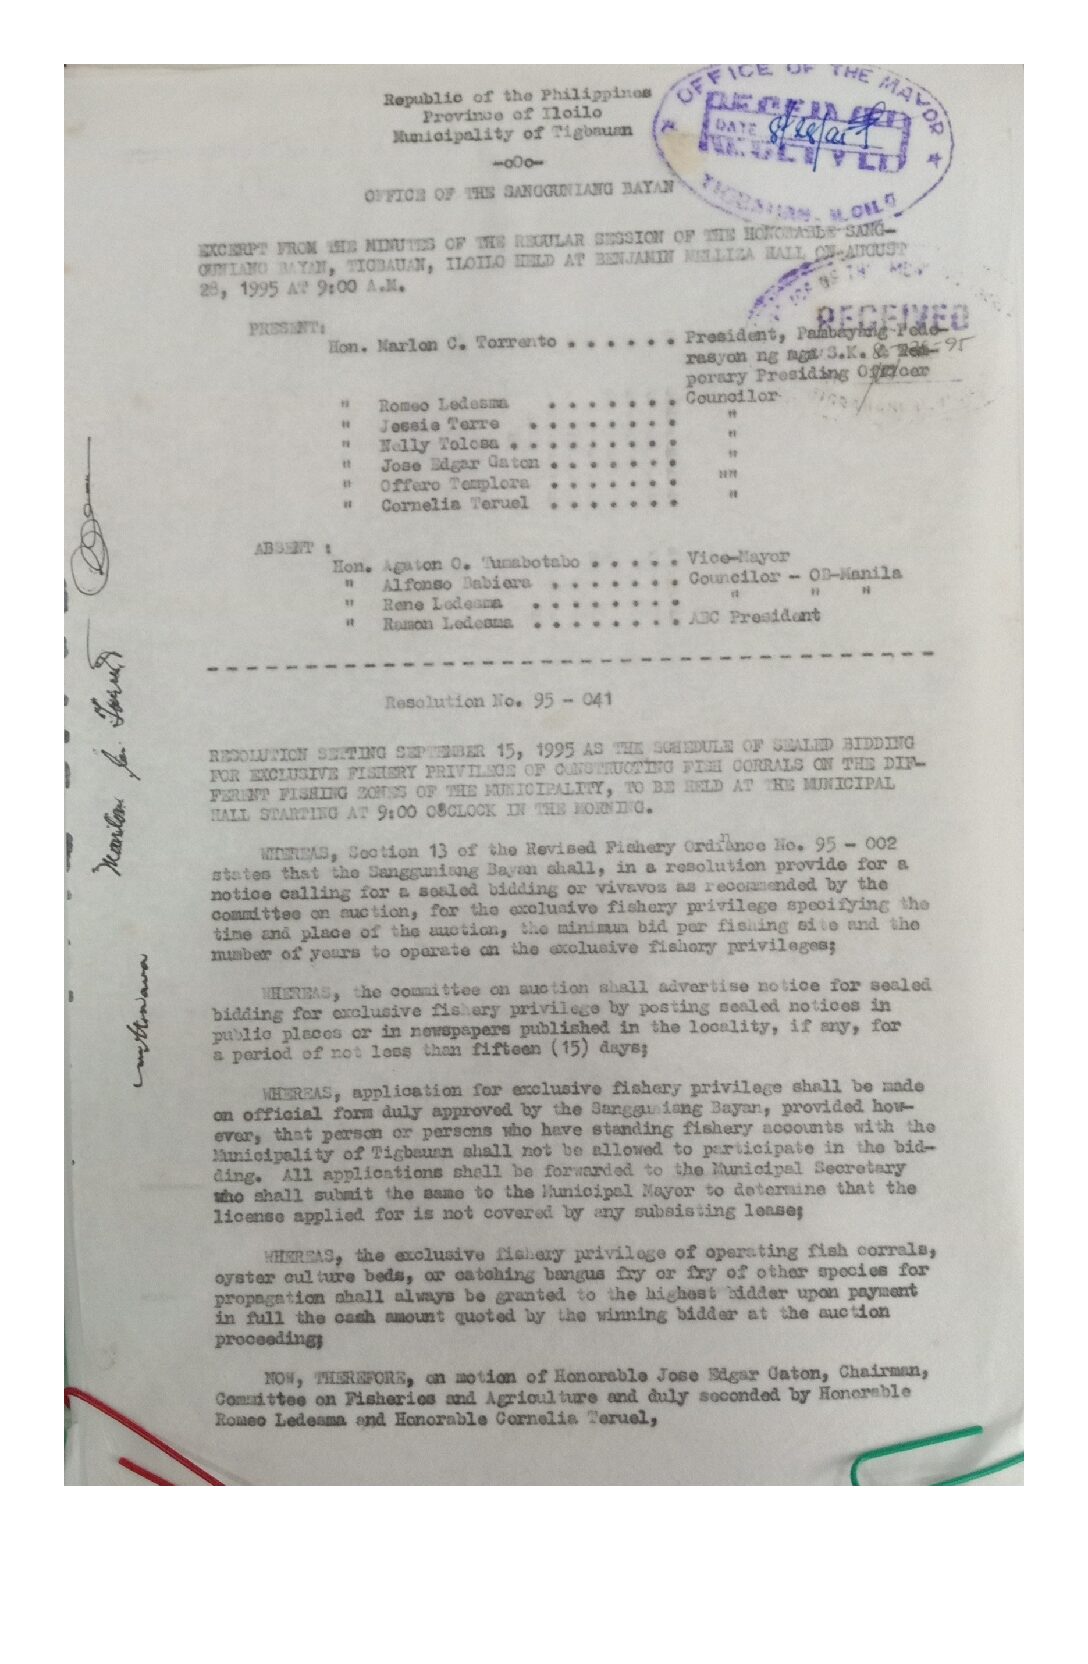 Republic of the Philippines
Province of Iloilo
Municipality of Tigbauan
-oOo-
OFFICE OF THE SANGGUNIANG BAYAN
OFFICE OF THE MAYOR
RECEIVED
DATE
TIGBAUAN, ILOILO
EXCERPT FROM THE MINUTES OF THE REGULAR SESSION OF THE HONORABLE SANG-
GUNIANG BAYAN, TIGBAUAN, ILOILO HELD AT BENJAMIN MELLIZA HALL ON AUGUST
28, 1995 AT 9:00 A.M.
RECEIVED
PRESENT:
Hon. Marlon C. Torrento . . . . . . President, Pambayang Pede-
rasyon ng mga S.K. & Tem-
porary Presiding Officer
" Romeo Ledesma . . . . . . . Councilor
" Jessie Torre . . . . . . . . "
" Nelly Tolosa . . . . . . . . . "
" Jose Edgar Gaton . . . . . . . "
" Offero Templora . . . . . . . ""
" Cornelia Teruel . . . . . . . "
ABSENT :
Hon. Agaton O. Tumabotabo . . . . . Vice-Mayor
" Alfonso Dabiera . . . . . . . Councilor - OB-Manila
" Rene Ledesma . . . . . . . . " " "
" Ramon Ledesma . . . . . . . . ABC President
Resolution No. 95 - 041
RESOLUTION SETTING SEPTEMBER 15, 1995 AS THE SCHEDULE OF SEALED BIDDING
FOR EXCLUSIVE FISHERY PRIVILEGE OF CONSTRUCTING FISH CORRALS ON THE DIF-
FERENT FISHING ZONES OF THE MUNICIPALITY, TO BE HELD AT THE MUNICIPAL
HALL STARTING AT 9:00 O8CLOCK IN THE MORNING.
WHEREAS, Section 13 of the Revised Fishery Ordinance No. 95 - 002
states that the Sangguniang Bayan shall, in a resolution provide for a
notice calling for a sealed bidding or vivavoz as recommended by the
committee on auction, for the exclusive fishery privilege specifying the
time and place of the auction, the minimum bid per fishing site and the
number of years to operate on the exclusive fishery privileges;
WHEREAS, the committee on auction shall advertise notice for sealed
bidding for exclusive fishery privilege by posting sealed notices in
public places or in newspapers published in the locality, if any, for
a period of not less than fifteen (15) days;
WHEREAS, application for exclusive fishery privilege shall be made
on official form duly approved by the Sangguniang Bayan, provided how-
ever, that person or persons who have standing fishery accounts with the
Municipality of Tigbauan shall not be allowed to participate in the bid-
ding. All applications shall be forwarded to the Municipal Secretary
who shall submit the same to the Municipal Mayor to determine that the
license applied for is not covered by any subsisting lease;
WHEREAS, the exclusive fishery privilege of operating fish corrals,
oyster culture beds, or catching bangus fry or fry of other species for
propagation shall always be granted to the highest bidder upon payment
in full the cash amount quoted by the winning bidder at the auction
proceeding;
NOW, THEREFORE, on motion of Honorable Jose Edgar Gaton, Chairman,
Committee on Fisheries and Agriculture and duly seconded by Honorable
Romeo Ledesma and Honorable Cornelia Teruel,